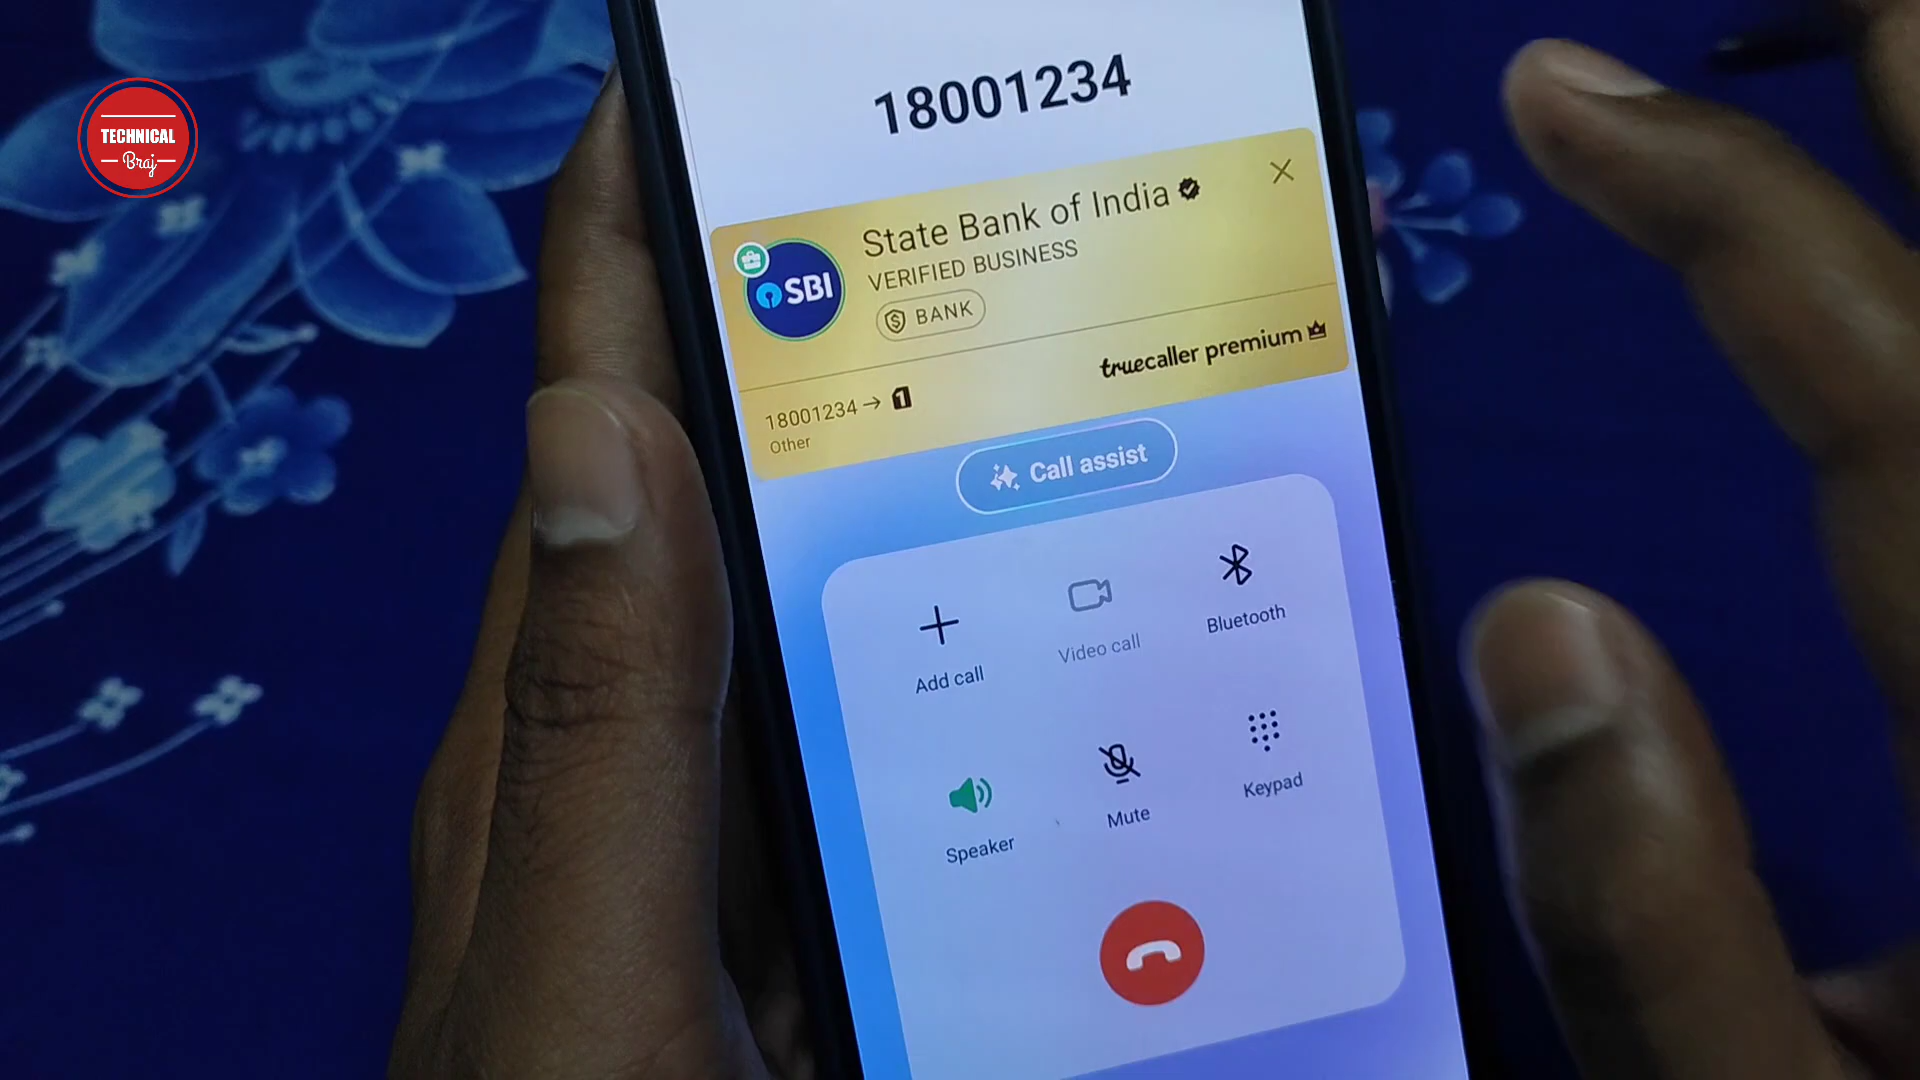 TECHNICAL
Braj
18001234
State Bank of India
VERIFIED BUSINESS
SBI
BANK
truecaller premium
18001234 → 1
Other
Call assist
Add call
Video call
Bluetooth
Speaker
Mute
Keypad